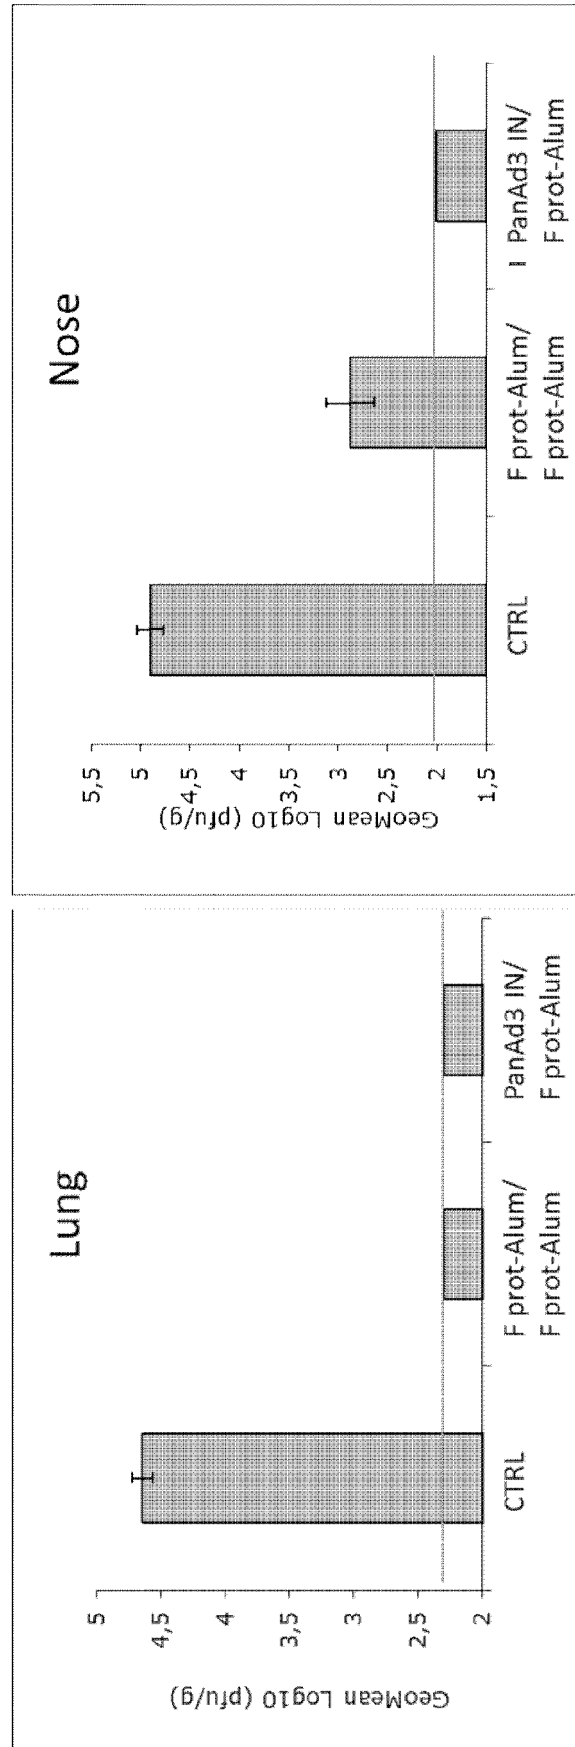 Lung
5
4,5
4
3,5
3
2,5
2
GeoMean Log10 (pfu/g)
CTRL
F prot-Alum/
F prot-Alum
PanAd3 IN/
F prot-Alum
Nose
5,5
5
4,5
4
3,5
3
2,5
2
1,5
GeoMean Log10 (pfu/g)
CTRL
F prot-Alum/
F prot-Alum
PanAd3 IN/
F prot-Alum